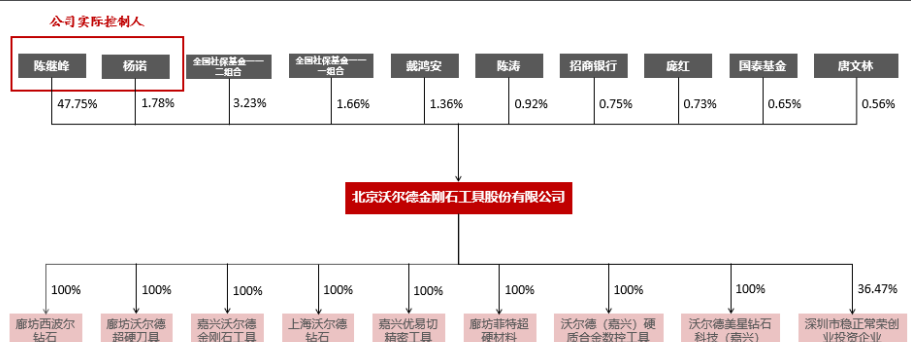 公司实际控制人
陈继峰 杨诺 全国社保基金一一 全国社保基金一一 戴鸿安 陈涛 招商银行 庞红 国泰基金 唐文林
二组合 一组合
47.75% 1.78% 3.23% 1.66% 1.36% 0.92% 0.75% 0.73% 0.65% 0.56%
北京沃尔德金刚石工具股份有限公司
100% 100% 100% 100% 100% 100% 100% 100% 36.47%
廊坊西波尔 廊坊沃尔德 嘉兴沃尔德 上海沃尔德 嘉兴优易切 廊坊菲特超 沃尔德（嘉兴）硬 沃尔德美星钻石 深圳市稳正常荣创
钻石 超硬刀具 金刚石工具 钻石 精密工具 硬材料 质合金数控工具 科技（嘉兴） 业投资企业